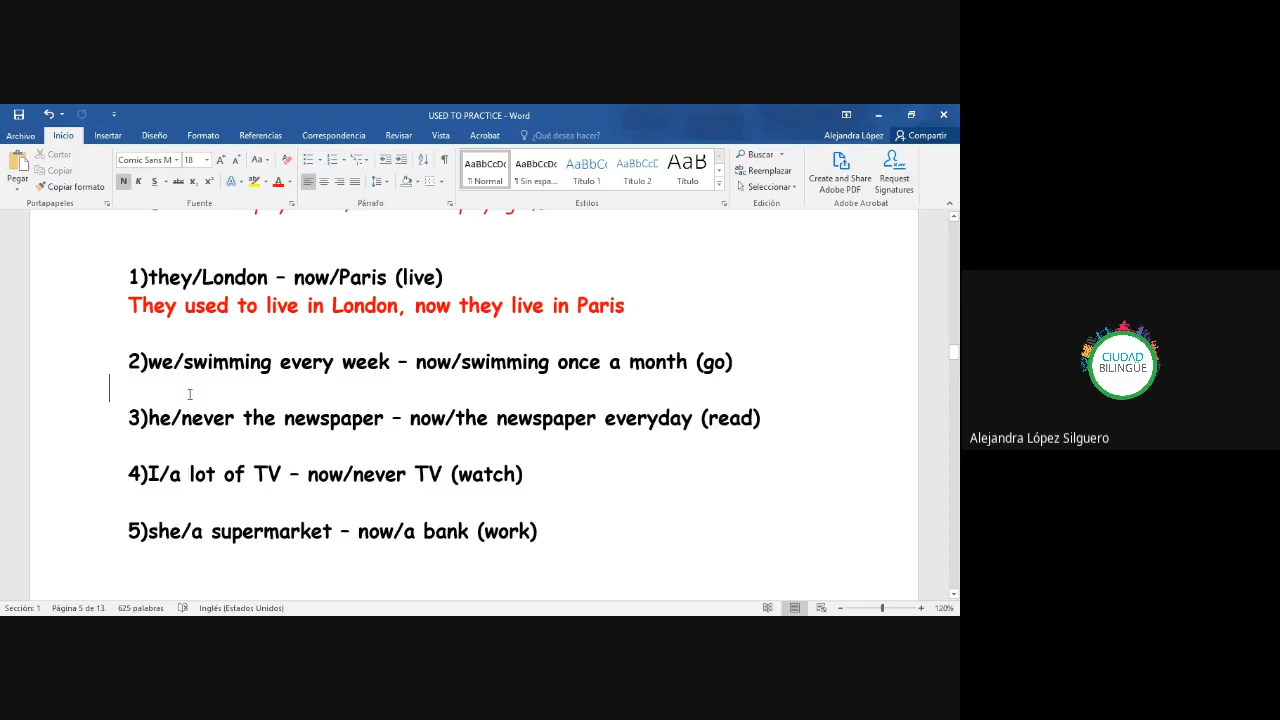 USED TO PRACTICE - Word
Archivo Inicio Insertar Diseño Formato Referencias Correspondencia Revisar Vista Acrobat ¿Qué desea hacer? Alejandra López Compartir
Pegar
Cortar
Copiar
Copiar formato
Portapapeles
Comic Sans M 18
Fuente
Párrafo
AaBbCcDc AaBbCcDc AaBbC( AaBbCcD AaB
¶ Normal ¶ Sin espa... Título 1 Título 2 Título
Estilos
Buscar
Reemplazar
Seleccionar
Edición
Create and Share
Adobe PDF
Request
Signatures
Adobe Acrobat
1)they/London – now/Paris (live)
They used to live in London, now they live in Paris
2)we/swimming every week – now/swimming once a month (go)
3)he/never the newspaper – now/the newspaper everyday (read)
4)I/a lot of TV – now/never TV (watch)
5)she/a supermarket – now/a bank (work)
Sección: 1 Página 5 de 13 625 palabras Inglés (Estados Unidos) 120%
CIUDAD
BILINGÜE
Alejandra López Silguero